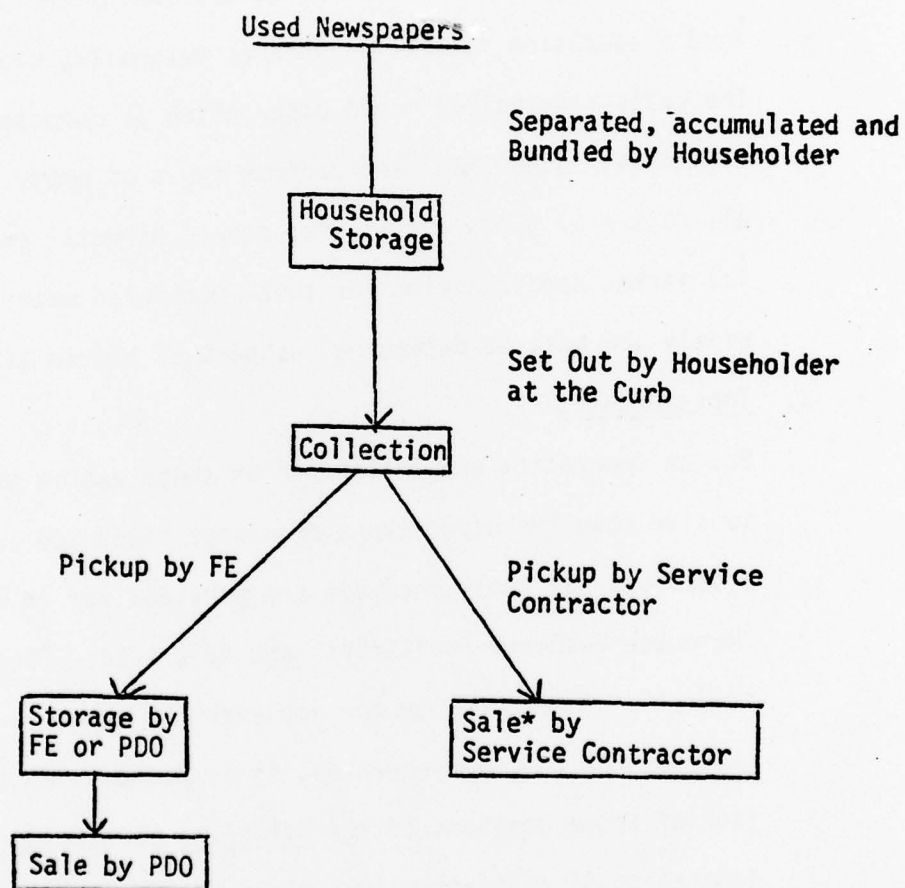 Used Newspapers
Separated, accumulated and
Bundled by Householder
Household
Storage
Set Out by Householder
at the Curb
Collection
Pickup by FE
Pickup by Service
Contractor
Storage by
FE or PDO
Sale* by
Service Contractor
Sale by PDO